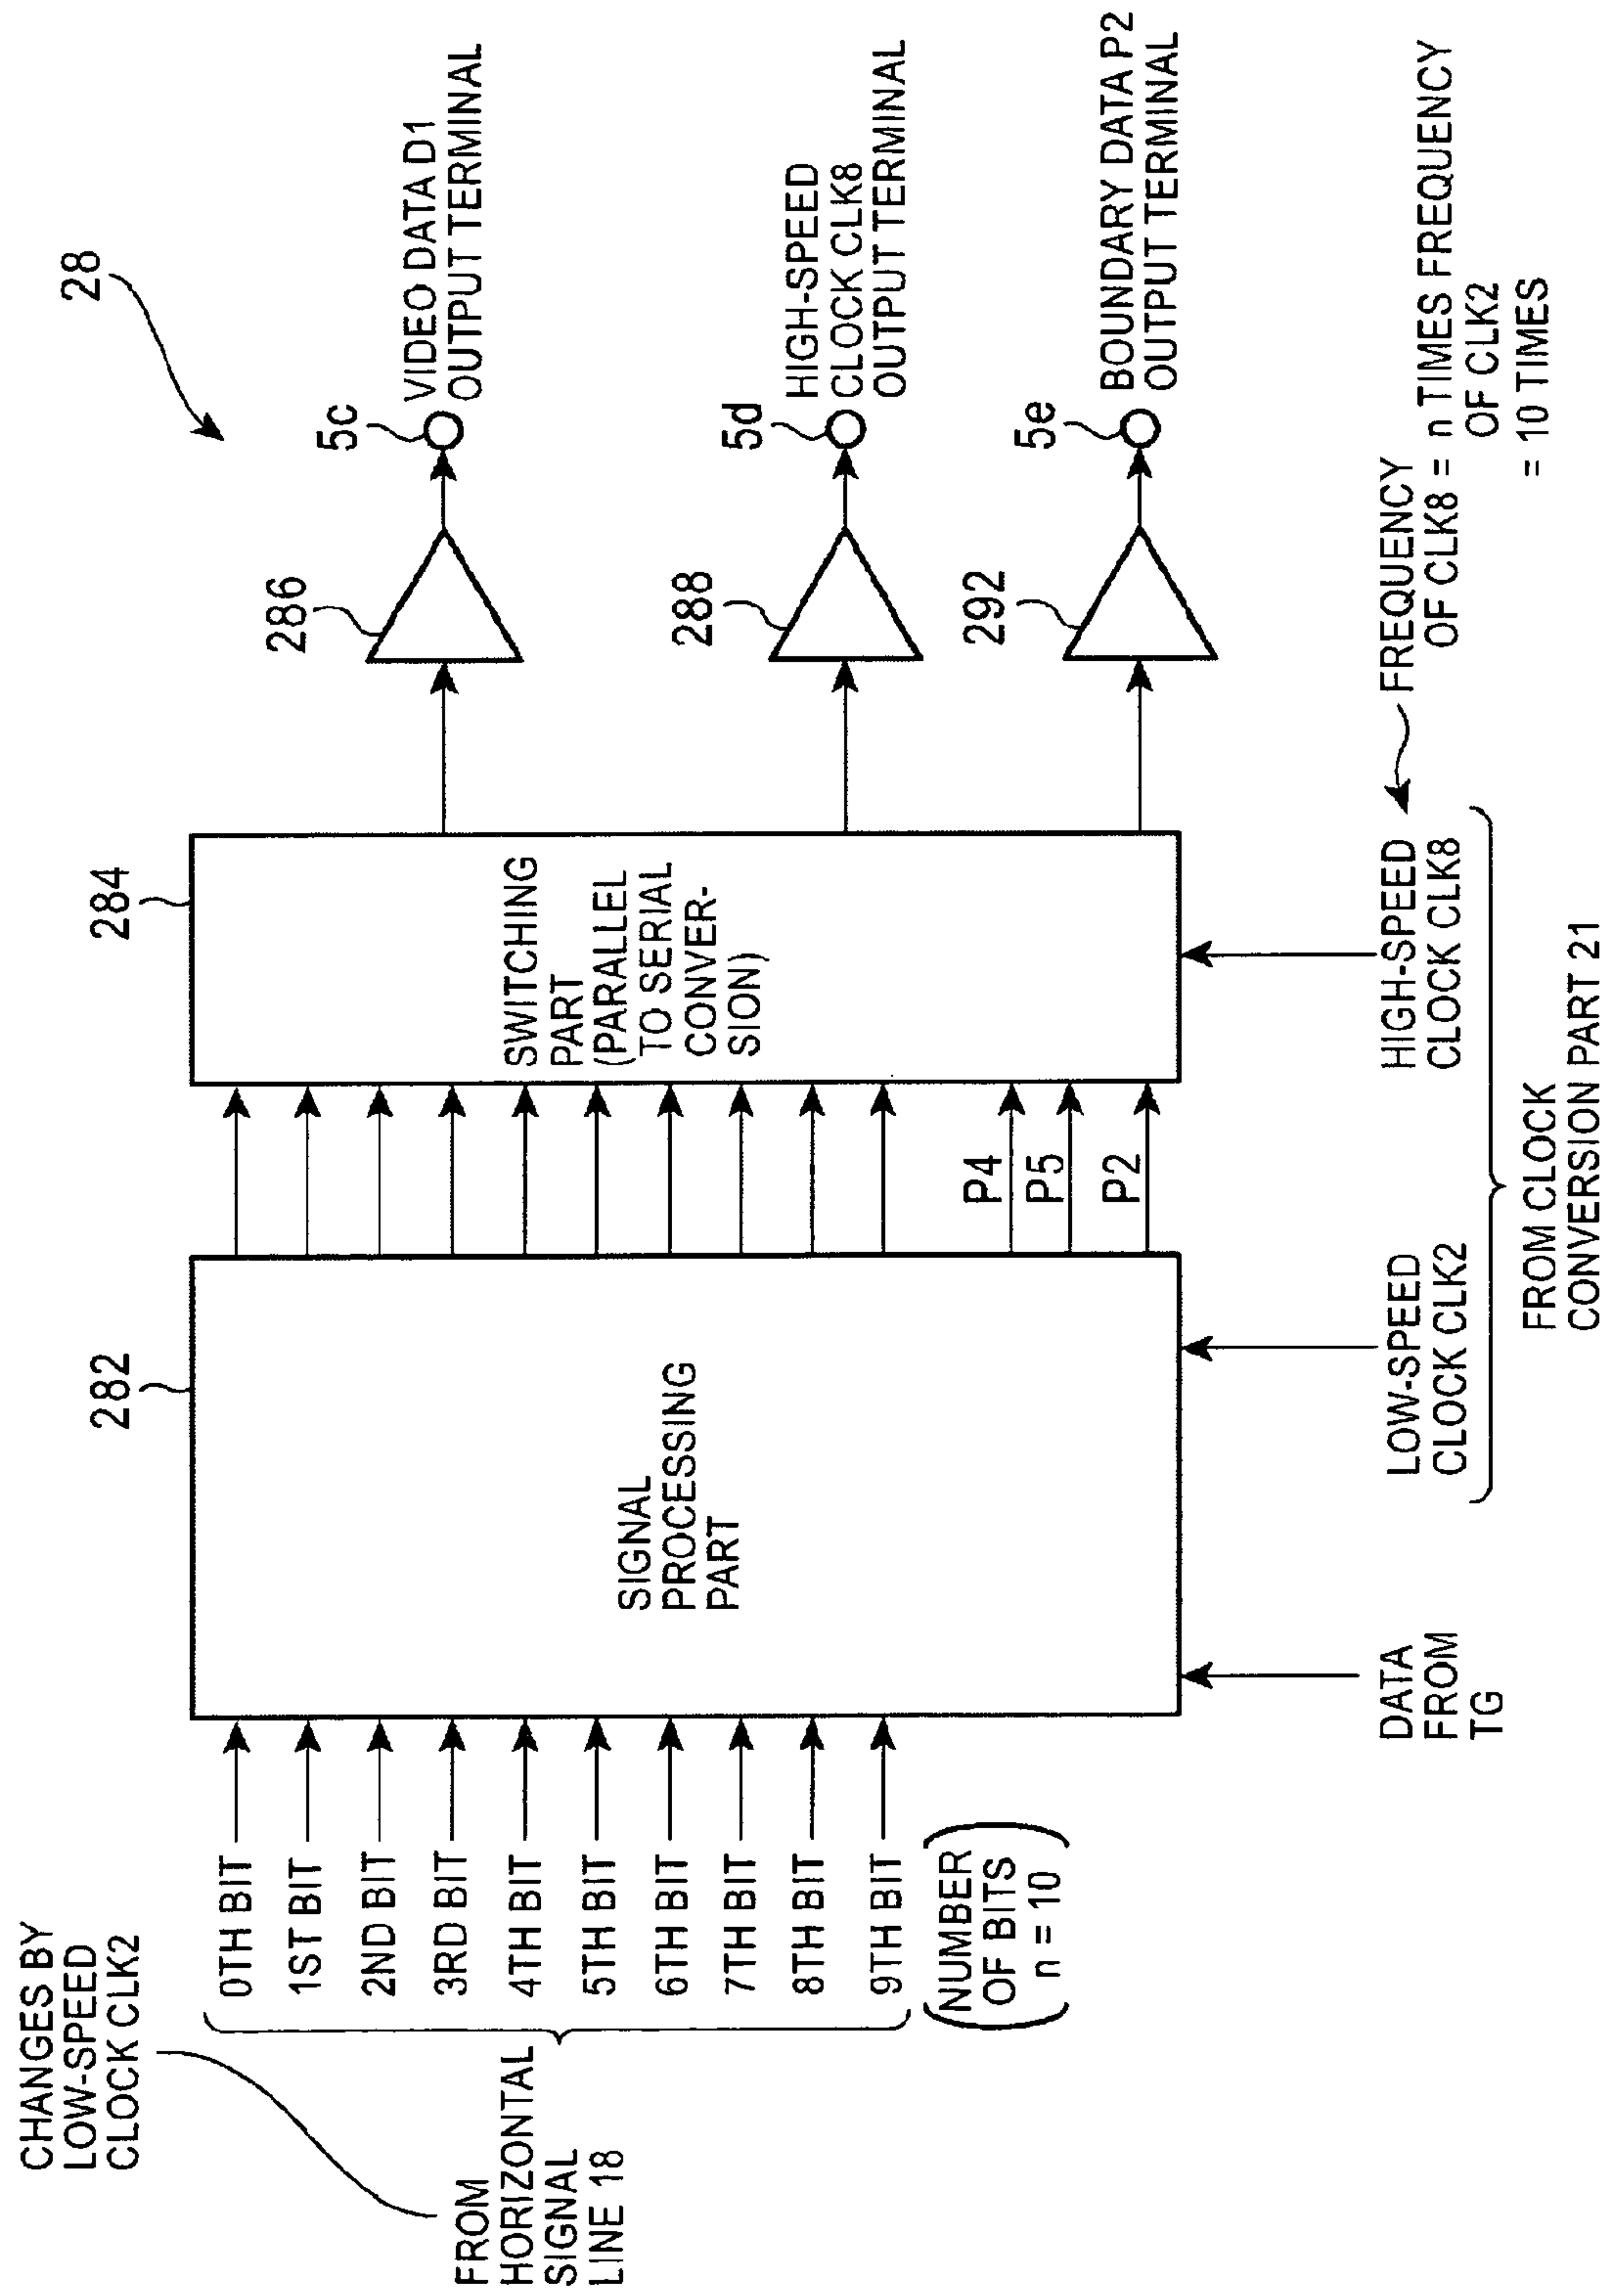 28
CHANGES BY
LOW-SPEED
CLOCK CLK2
FROM
HORIZONTAL
SIGNAL
LINE 18
0TH BIT
1ST BIT
2ND BIT
3RD BIT
4TH BIT
5TH BIT
6TH BIT
7TH BIT
8TH BIT
9TH BIT
(NUMBER
OF BITS
n = 10)
282
SIGNAL
PROCESSING
PART
P4
P5
P2
284
SWITCHING
PART
(PARALLEL
TO SERIAL
CONVER-
SION)
286
5c
VIDEO DATA D1
OUTPUT TERMINAL
288
5d
HIGH-SPEED
CLOCK CLK8
OUTPUT TERMINAL
292
5e
BOUNDARY DATA P2
OUTPUT TERMINAL
DATA
FROM
TG
LOW-SPEED
CLOCK CLK2
HIGH-SPEED
CLOCK CLK8
FROM CLOCK
CONVERSION PART 21
FREQUENCY
OF CLK8 = n TIMES FREQUENCY
OF CLK2
= 10 TIMES